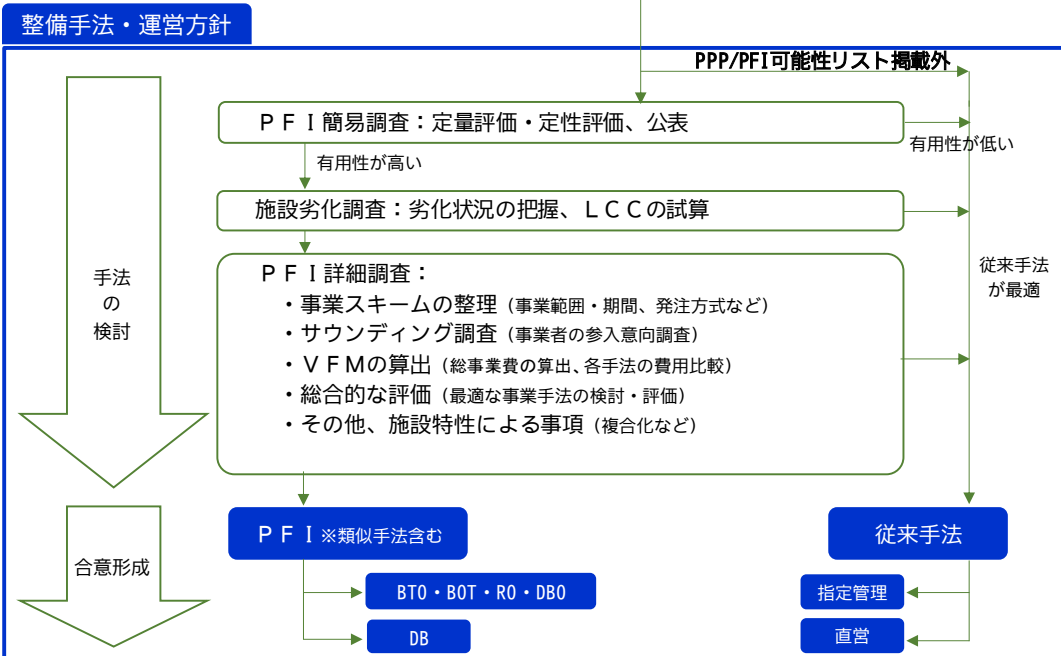 整備手法・運営方針
PPP/PFI可能性リスト掲載外
ＰＦＩ簡易調査：定量評価・定性評価、公表
有用性が低い
有用性が高い
施設劣化調査：劣化状況の把握、ＬＣＣの試算
手法
の
検討
ＰＦＩ詳細調査：
・事業スキームの整理（事業範囲・期間、発注方式など）
・サウンディング調査（事業者の参入意向調査）
・ＶＦＭの算出（総事業費の算出、各手法の費用比較）
・総合的な評価（最適な事業手法の検討・評価）
・その他、施設特性による事項（複合化など）
従来手法
が最適
合意形成
ＰＦＩ※類似手法含む
従来手法
BTO・BOT・RO・DBO
指定管理
DB
直営